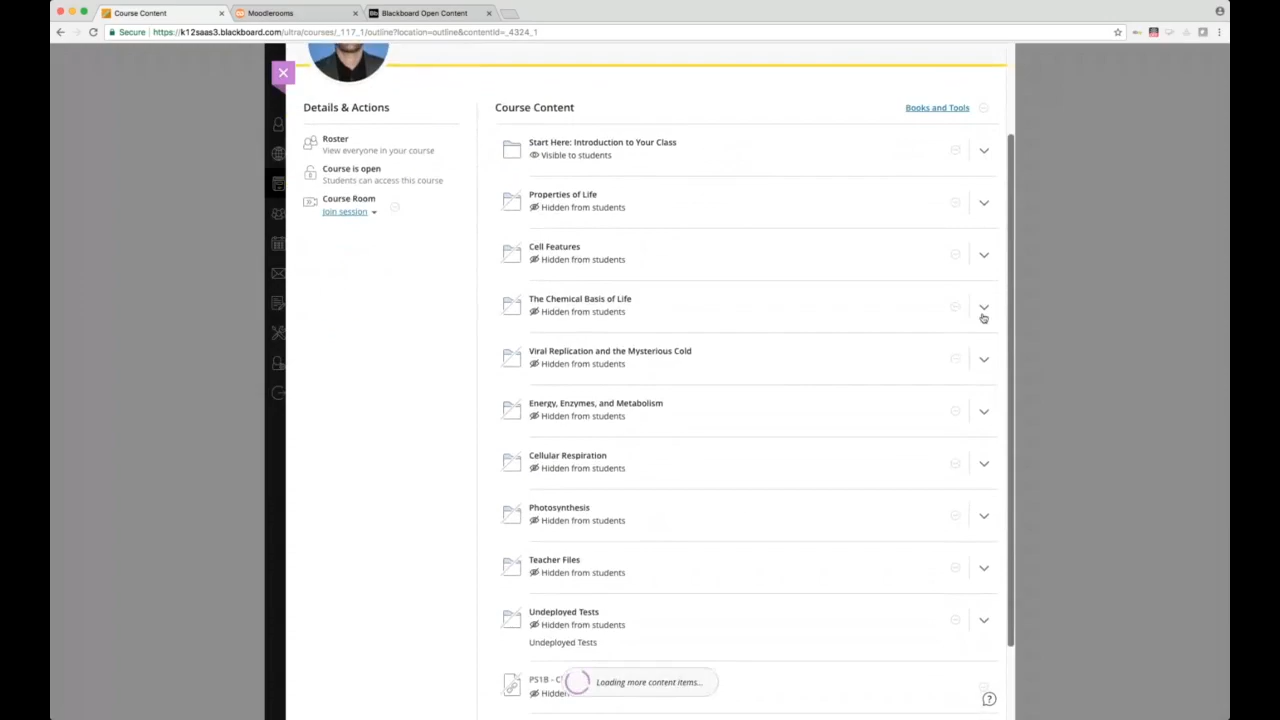 Course Content
Moodlerooms
Blackboard Open Content
Secure
https://k12saas3.blackboard.com/ultra/courses/_117_1/outline?location=outline&contentId=_4324_1
Details & Actions
Roster
View everyone in your course
Course is open
Students can access this course
Course Room
Join session
Course Content
Books and Tools
Start Here: Introduction to Your Class
Visible to students
Properties of Life
Hidden from students
Cell Features
Hidden from students
The Chemical Basis of Life
Hidden from students
Viral Replication and the Mysterious Cold
Hidden from students
Energy, Enzymes, and Metabolism
Hidden from students
Cellular Respiration
Hidden from students
Photosynthesis
Hidden from students
Teacher Files
Hidden from students
Undeployed Tests
Hidden from students
Undeployed Tests
PS1B - C
Loading more content items...